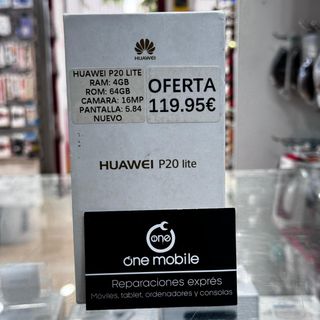 HUAWEI
HUAWEI P20 LITE
RAM: 4GB
ROM: 64GB
CAMARA: 16MP
PANTALLA: 5.84
NUEVO
OFERTA
119.95€
HUAWEI P20 lite
one
one mobile
Reparaciones exprés
Móviles, tablet, ordenadores y consolas